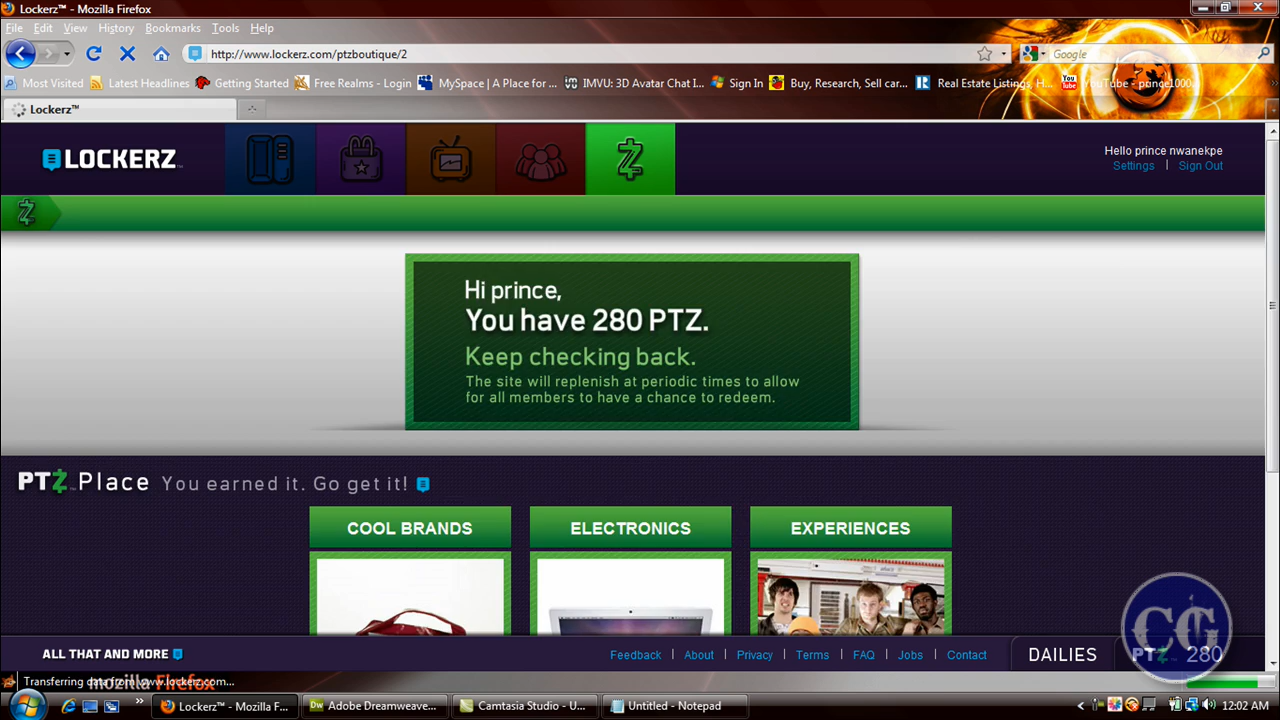 Lockerz™ - Mozilla Firefox
File Edit View History Bookmarks Tools Help
http://www.lockerz.com/ptzboutique/2
Google
Most Visited Latest Headlines Getting Started Free Realms - Login MySpace | A Place for ... IMVU: 3D Avatar Chat I... Sign In Buy, Research, Sell car... Real Estate Listings, H... YouTube - prince1000...
Lockerz™
LOCKERZ
Hello prince nwanekpe
Settings | Sign Out
Hi prince,
You have 280 PTZ.
Keep checking back.
The site will replenish at periodic times to allow
for all members to have a chance to redeem.
PTZ Place You earned it. Go get it!
COOL BRANDS ELECTRONICS EXPERIENCES
ALL THAT AND MORE
Feedback | About | Privacy | Terms | FAQ | Jobs | Contact
DAILIES PTZ 280
CG
Transferring data from www.lockerz.com...
mozilla Firefox
Lockerz™ - Mozilla F... Adobe Dreamweave... Camtasia Studio - U... Untitled - Notepad 12:02 AM